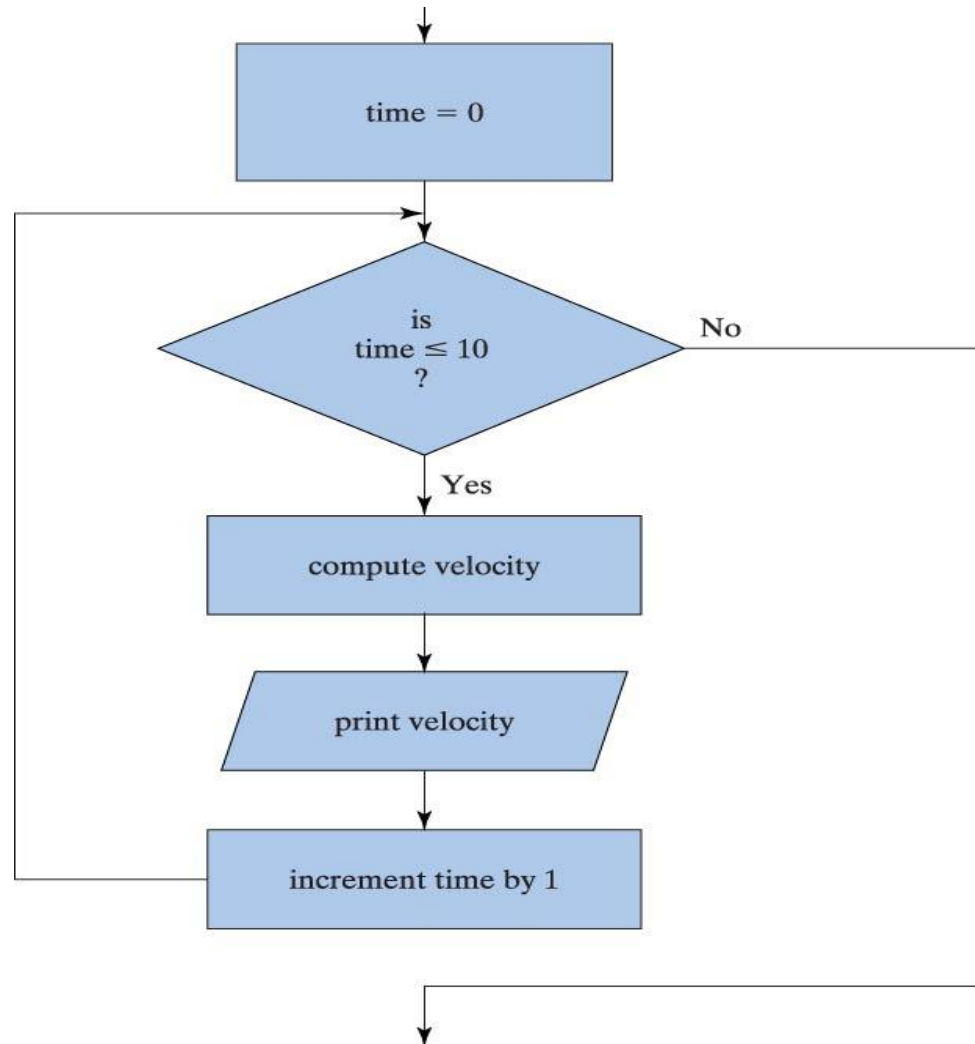 time = 0
is
time ≤ 10
?
No
Yes
compute velocity
print velocity
increment time by 1